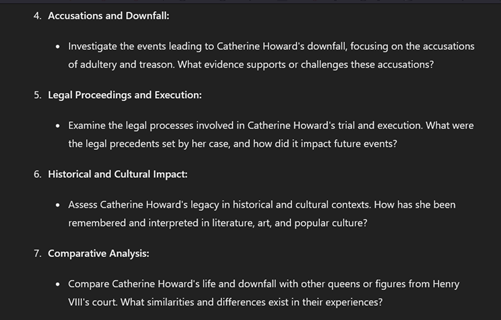 4. Accusations and Downfall:
• Investigate the events leading to Catherine Howard's downfall, focusing on the accusations
of adultery and treason. What evidence supports or challenges these accusations?
5. Legal Proceedings and Execution:
• Examine the legal processes involved in Catherine Howard's trial and execution. What were
the legal precedents set by her case, and how did it impact future events?
6. Historical and Cultural Impact:
• Assess Catherine Howard's legacy in historical and cultural contexts. How has she been
remembered and interpreted in literature, art, and popular culture?
7. Comparative Analysis:
• Compare Catherine Howard's life and downfall with other queens or figures from Henry
VIII's court. What similarities and differences exist in their experiences?